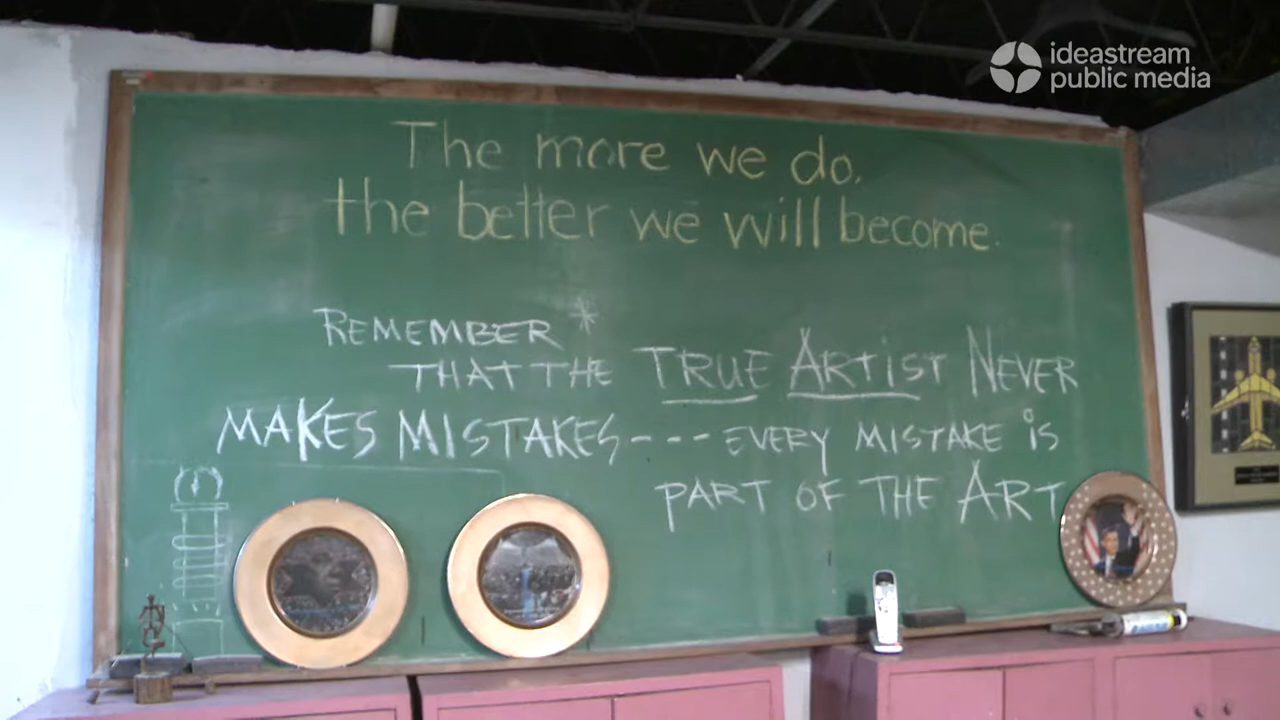 ideastream
public media
The more we do.
the better we will become.
REMEMBER *
THAT THE TRUE ARTIST NEVER
MAKES MISTAKES---- EVERY MISTAKE is
PART OF THE ART